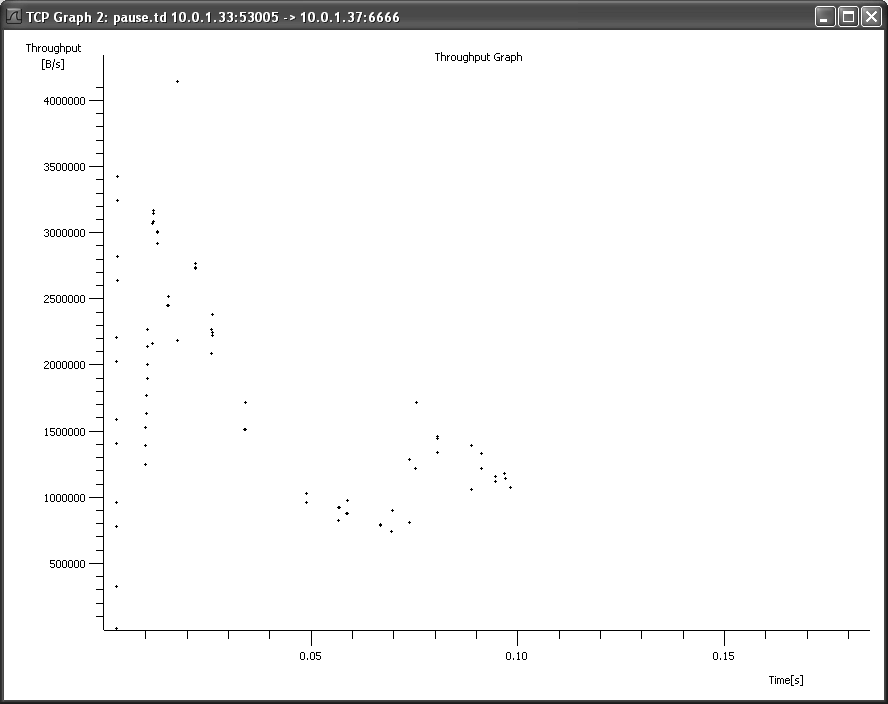 TCP Graph 2: pause.td 10.0.1.33:53005 -> 10.0.1.37:6666
Throughput
[B/s]
Throughput Graph
4000000
3500000
3000000
2500000
2000000
1500000
1000000
500000
0.05
0.10
0.15
Time[s]